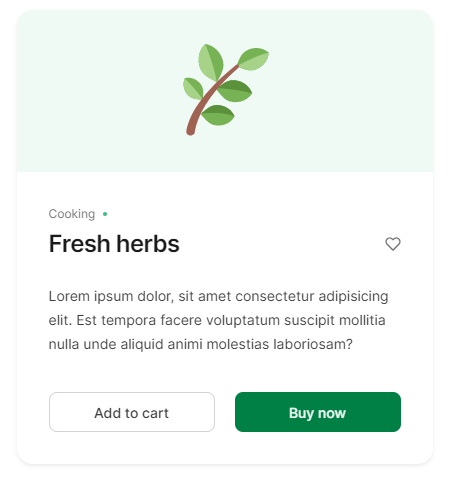 Cooking
Fresh herbs
Lorem ipsum dolor, sit amet consectetur adipisicing
elit. Est tempora facere voluptatum suscipit mollitia
nulla unde aliquid animi molestias laboriosam?
Add to cart
Buy now